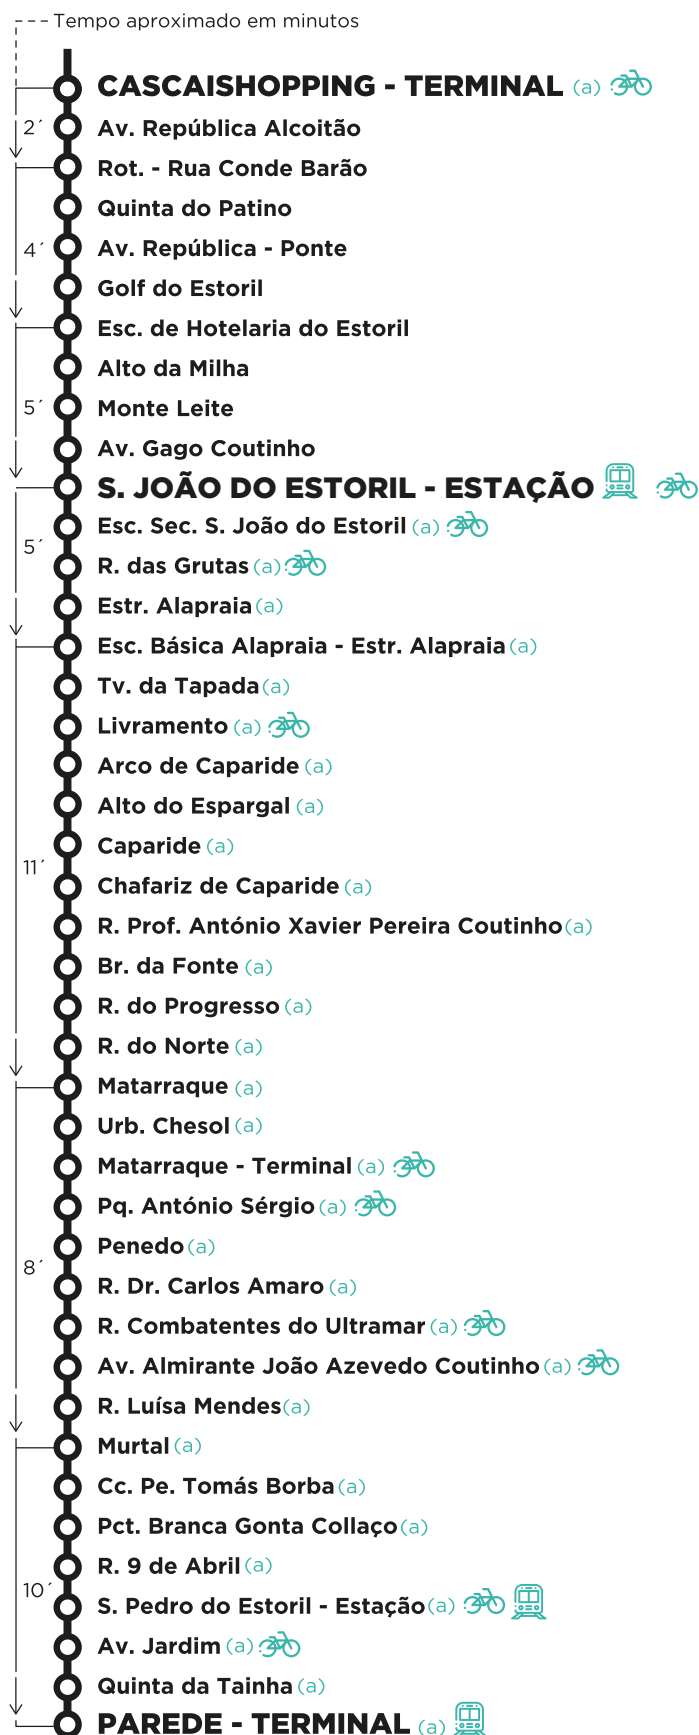 Tempo aproximado em minutos
CASCAISHOPPING - TERMINAL (a)
2´ Av. República Alcoitão
Rot. - Rua Conde Barão
Quinta do Patino
4´ Av. República - Ponte
Golf do Estoril
Esc. de Hotelaria do Estoril
Alto da Milha
5´ Monte Leite
Av. Gago Coutinho
S. JOÃO DO ESTORIL - ESTAÇÃO
Esc. Sec. S. João do Estoril (a)
5´
R. das Grutas (a)
Estr. Alapraia (a)
Esc. Básica Alapraia - Estr. Alapraia (a)
Tv. da Tapada (a)
Livramento (a)
Arco de Caparide (a)
Alto do Espargal (a)
Caparide (a)
11´
Chafariz de Caparide (a)
R. Prof. António Xavier Pereira Coutinho (a)
Br. da Fonte (a)
R. do Progresso (a)
R. do Norte (a)
Matarraque (a)
Urb. Chesol (a)
Matarraque - Terminal (a)
Pq. António Sérgio (a)
Penedo (a)
8´
R. Dr. Carlos Amaro (a)
R. Combatentes do Ultramar (a)
Av. Almirante João Azevedo Coutinho (a)
R. Luísa Mendes (a)
Murtal (a)
Cc. Pe. Tomás Borba (a)
Pct. Branca Gonta Collaço (a)
R. 9 de Abril (a)
10´
S. Pedro do Estoril - Estação (a)
Av. Jardim (a)
Quinta da Tainha (a)
PAREDE - TERMINAL (a)